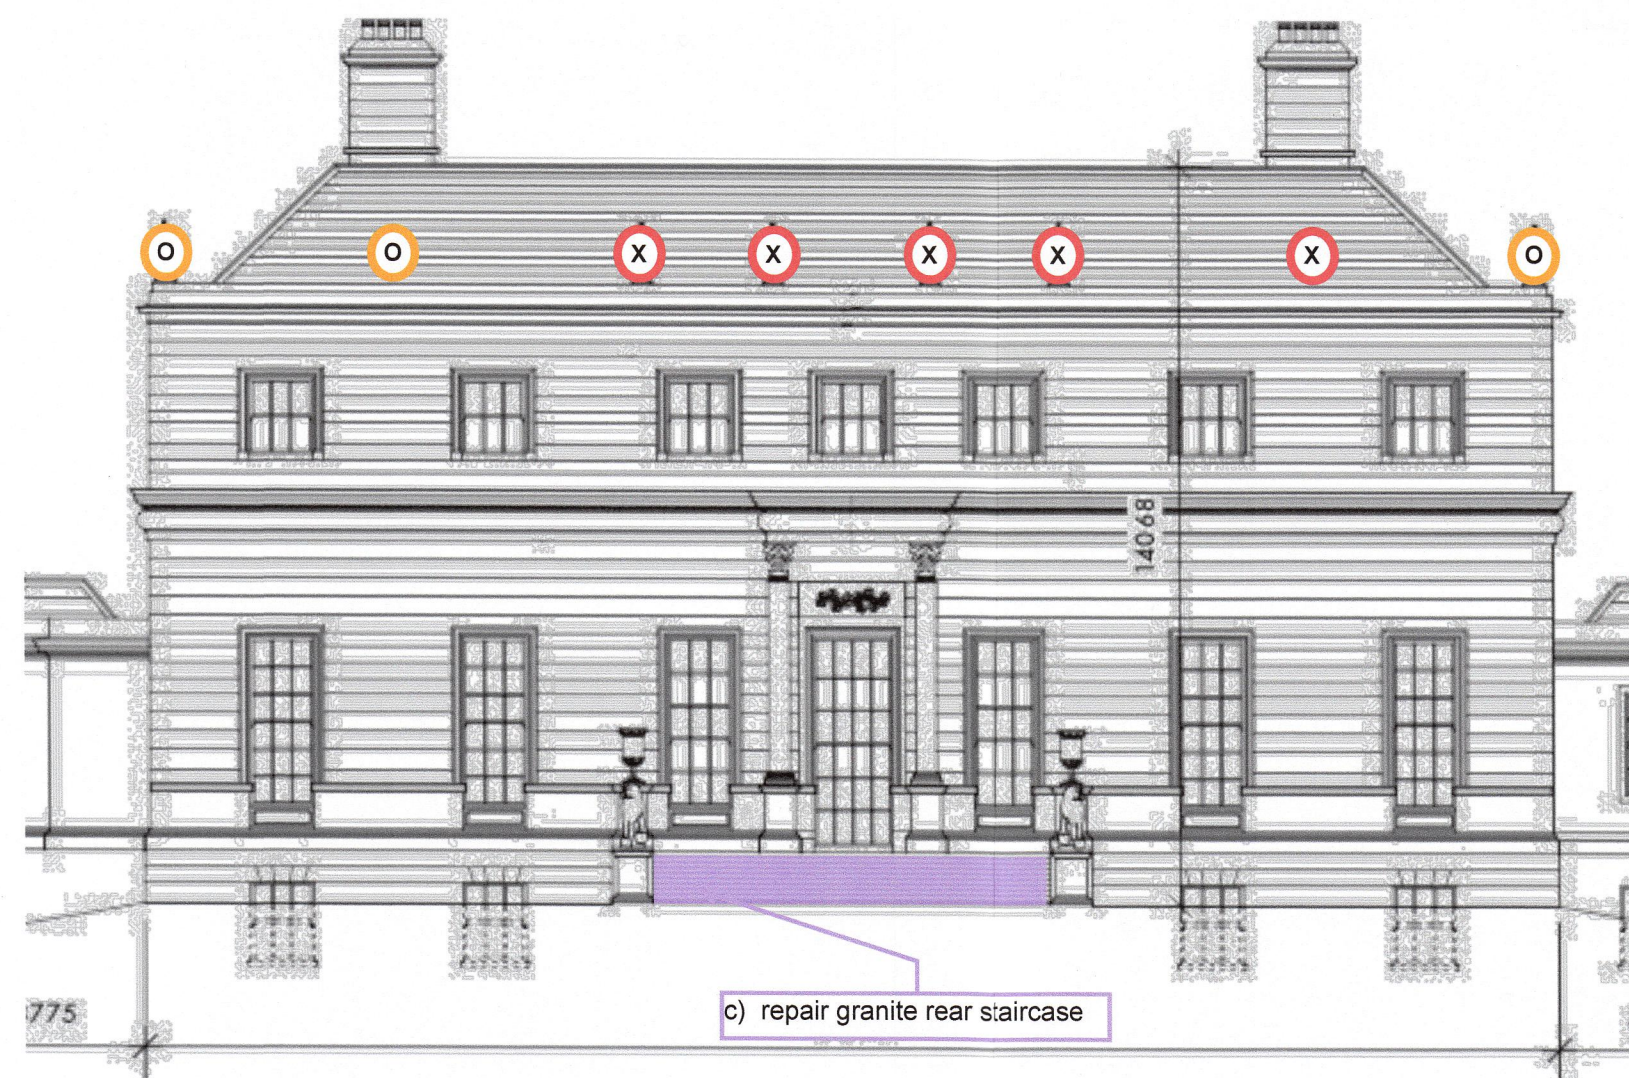 O O X X X X X O
14068
775
c) repair granite rear staircase